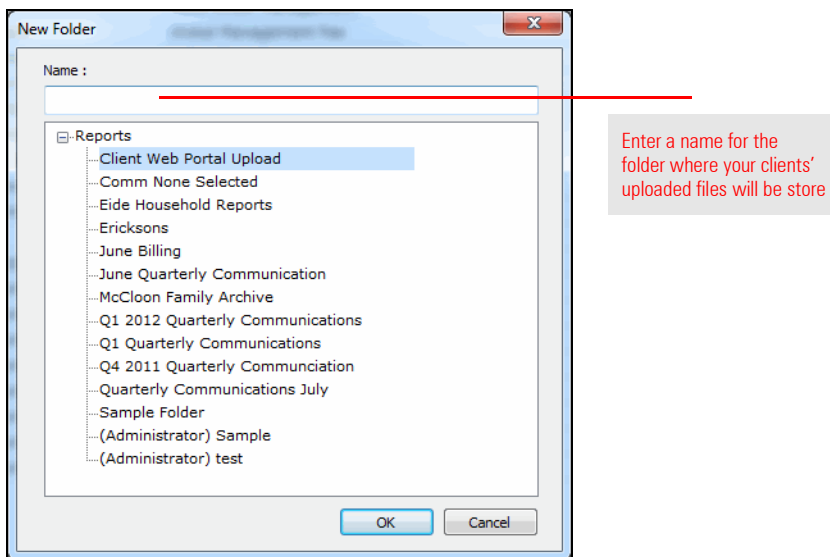 New Folder
Name :
Reports
Client Web Portal Upload
Comm None Selected
Eide Household Reports
Ericksons
June Billing
June Quarterly Communication
McCloon Family Archive
Q1 2012 Quarterly Communications
Q1 Quarterly Communications
Q4 2011 Quarterly Communciation
Quarterly Communications July
Sample Folder
(Administrator) Sample
(Administrator) test
OK
Cancel
Enter a name for the
folder where your clients’
uploaded files will be store